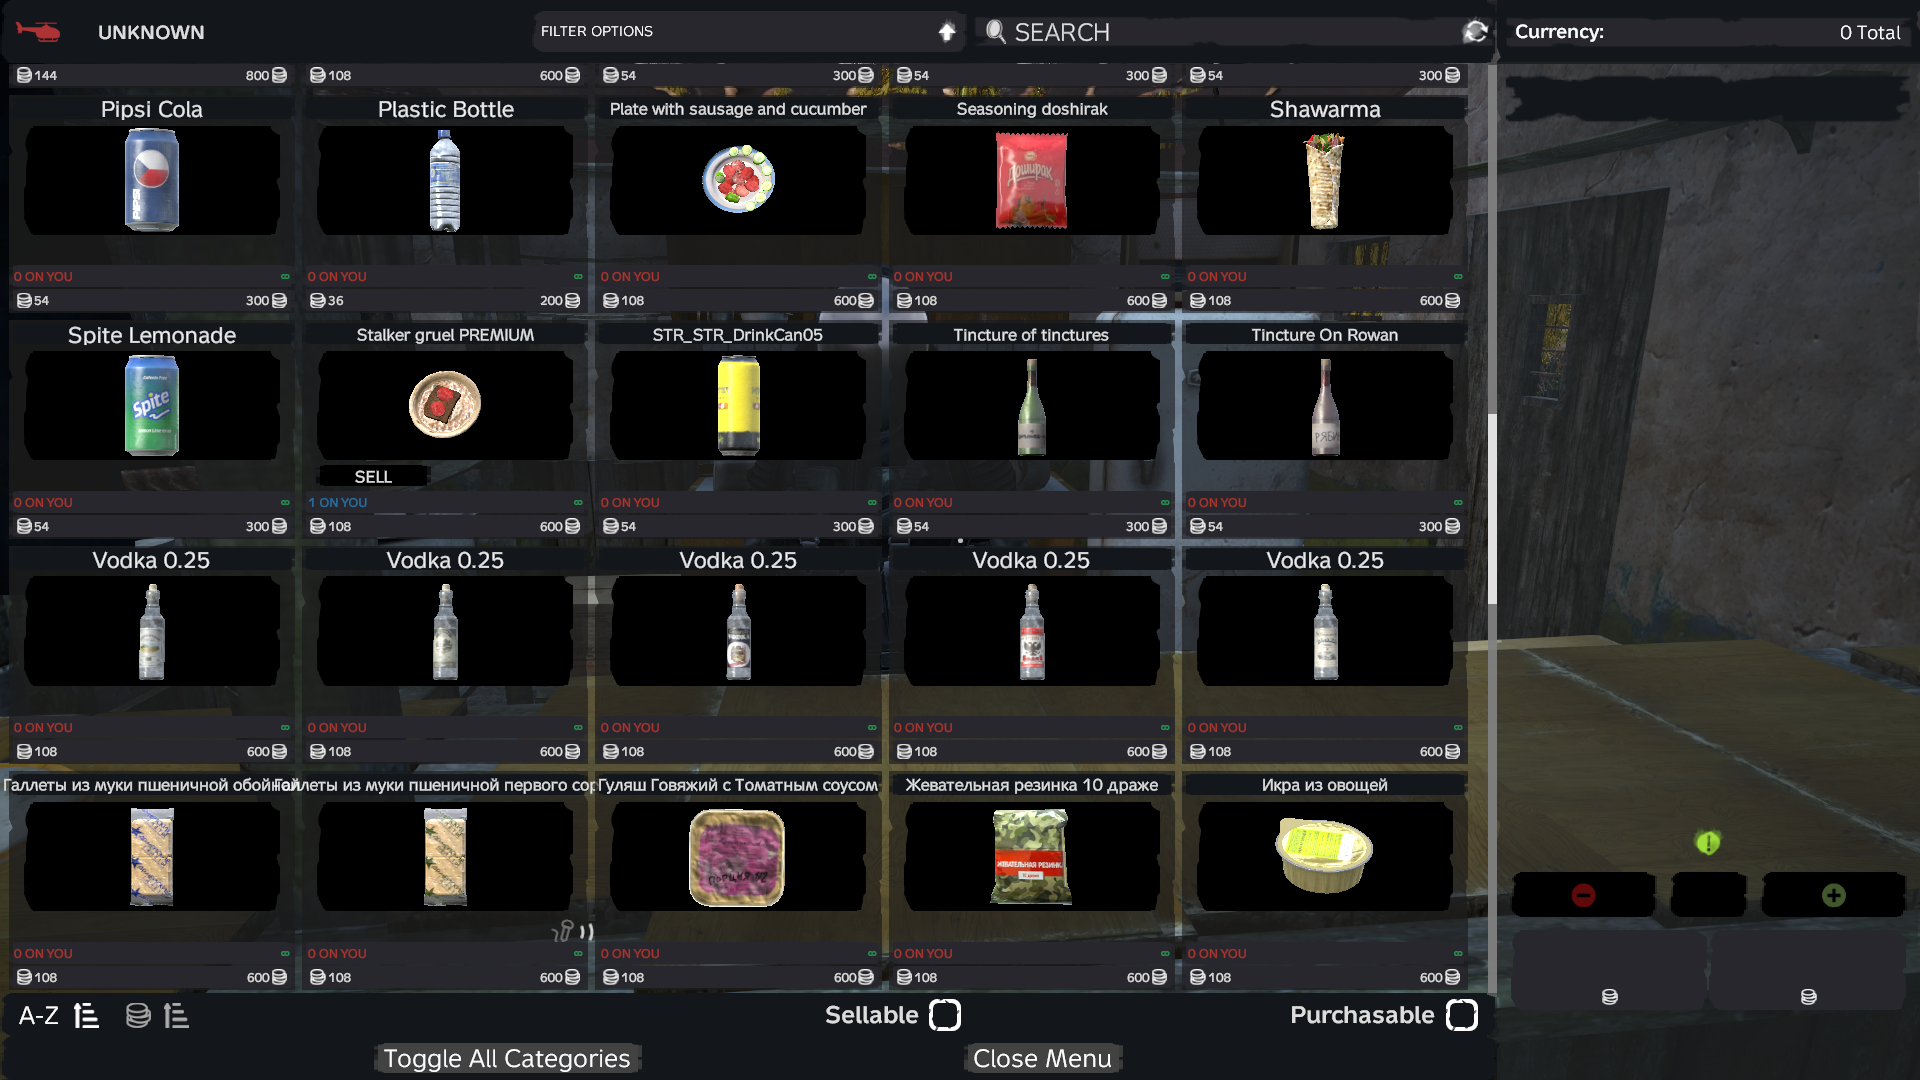 UNKNOWN
FILTER OPTIONS
SEARCH
Currency:
0 Total
144 800
108 600
54 300
54 300
54 300
Pipsi Cola
Plastic Bottle
Plate with sausage and cucumber
Seasoning doshirak
Shawarma
PIPSI
Доширак
0 ON YOU ∞
0 ON YOU ∞
0 ON YOU ∞
0 ON YOU ∞
0 ON YOU ∞
54 300
36 200
108 600
108 600
108 600
Spite Lemonade
Stalker gruel PREMIUM
STR_STR_DrinkCan05
Tincture of tinctures
Tincture On Rowan
Spite
SELL
0 ON YOU ∞
1 ON YOU ∞
0 ON YOU ∞
0 ON YOU ∞
0 ON YOU ∞
54 300
108 600
54 300
54 300
54 300
Vodka 0.25
Vodka 0.25
Vodka 0.25
Vodka 0.25
Vodka 0.25
0 ON YOU ∞
0 ON YOU ∞
0 ON YOU ∞
0 ON YOU ∞
0 ON YOU ∞
108 600
108 600
108 600
108 600
108 600
Галлеты из муки пшеничной
Галлеты из муки пшеничной первого сор
Гуляш Говяжий с Томатным соусом
Жевательная резинка 10 драже
Икра из овощей
ЖЕВАТЕЛЬНАЯ РЕЗИНКА
0 ON YOU ∞
0 ON YOU ∞
0 ON YOU ∞
0 ON YOU ∞
0 ON YOU ∞
108 600
108 600
108 600
108 600
108 600
A-Z
Sellable
Purchasable
Toggle All Categories
Close Menu